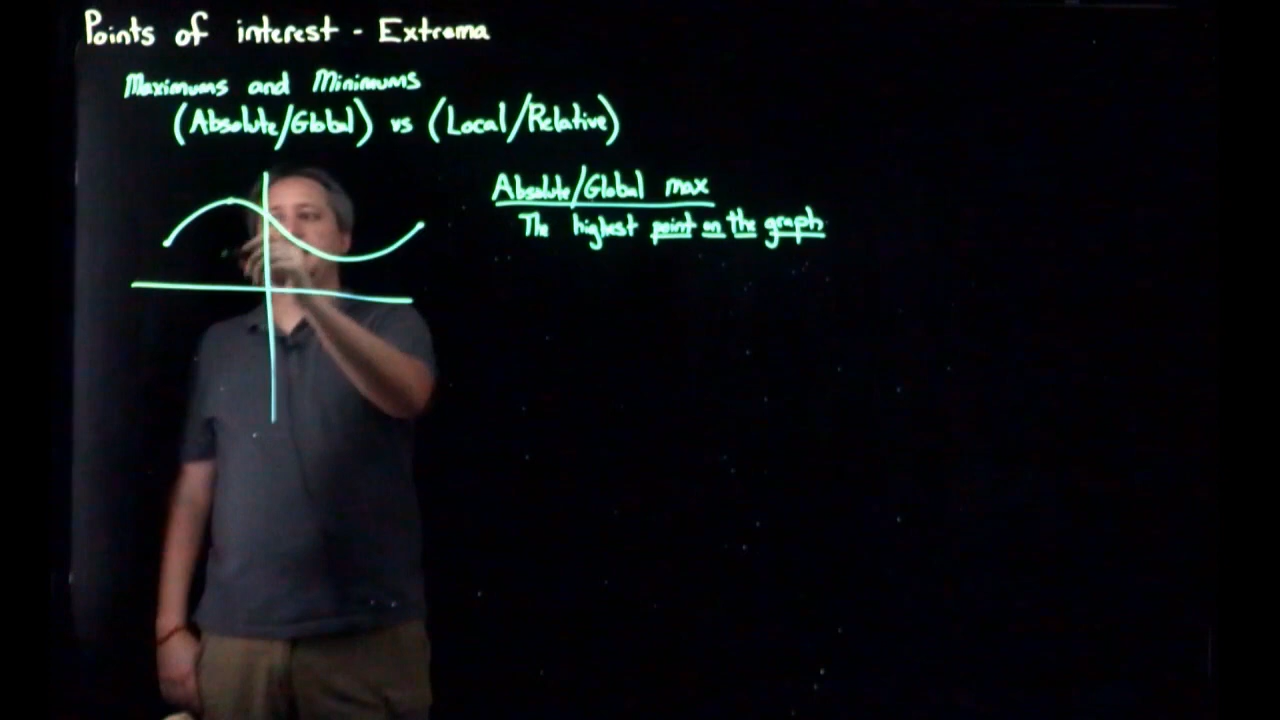 Points of interest - Extrema
Maximums and Minimums
(Absolute/Global) vs (Local/Relative)
Absolute/Global max
The highest point on the graph